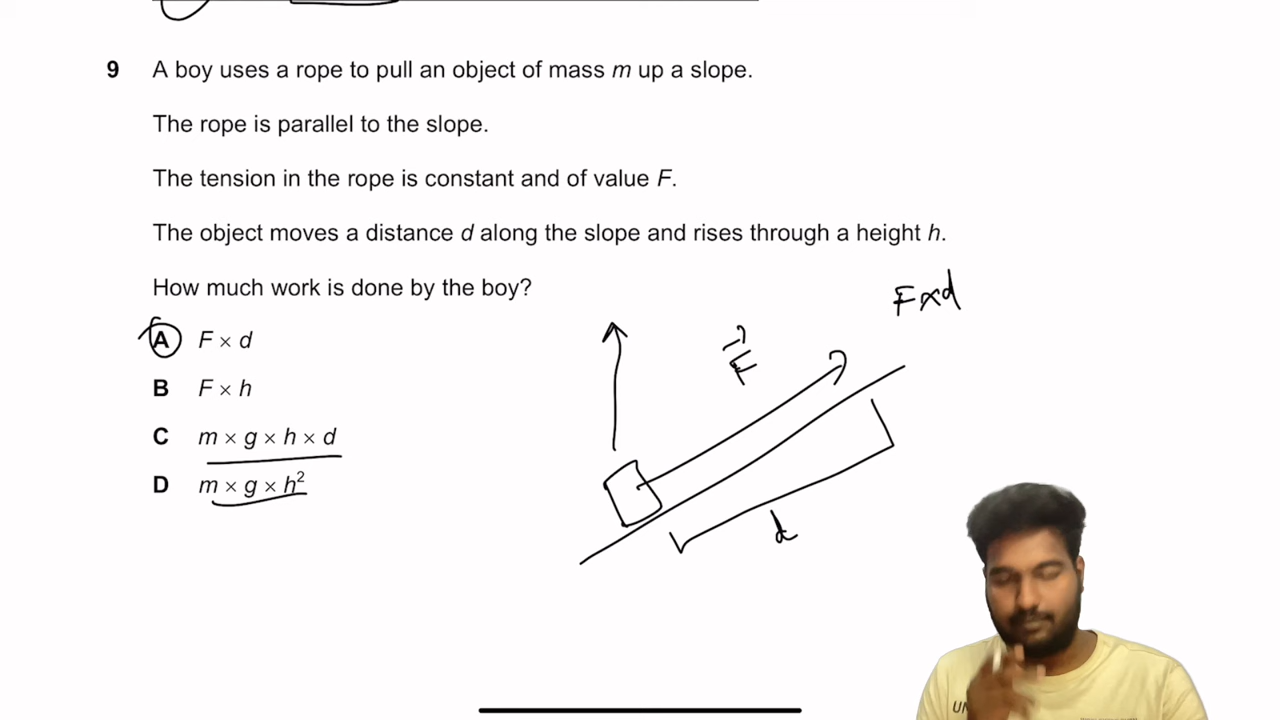 9 A boy uses a rope to pull an object of mass m up a slope.
The rope is parallel to the slope.
The tension in the rope is constant and of value F.
The object moves a distance d along the slope and rises through a height h.
How much work is done by the boy?
F×d
A F × d
B F × h
C m × g × h × d
D m × g × h²
F
d